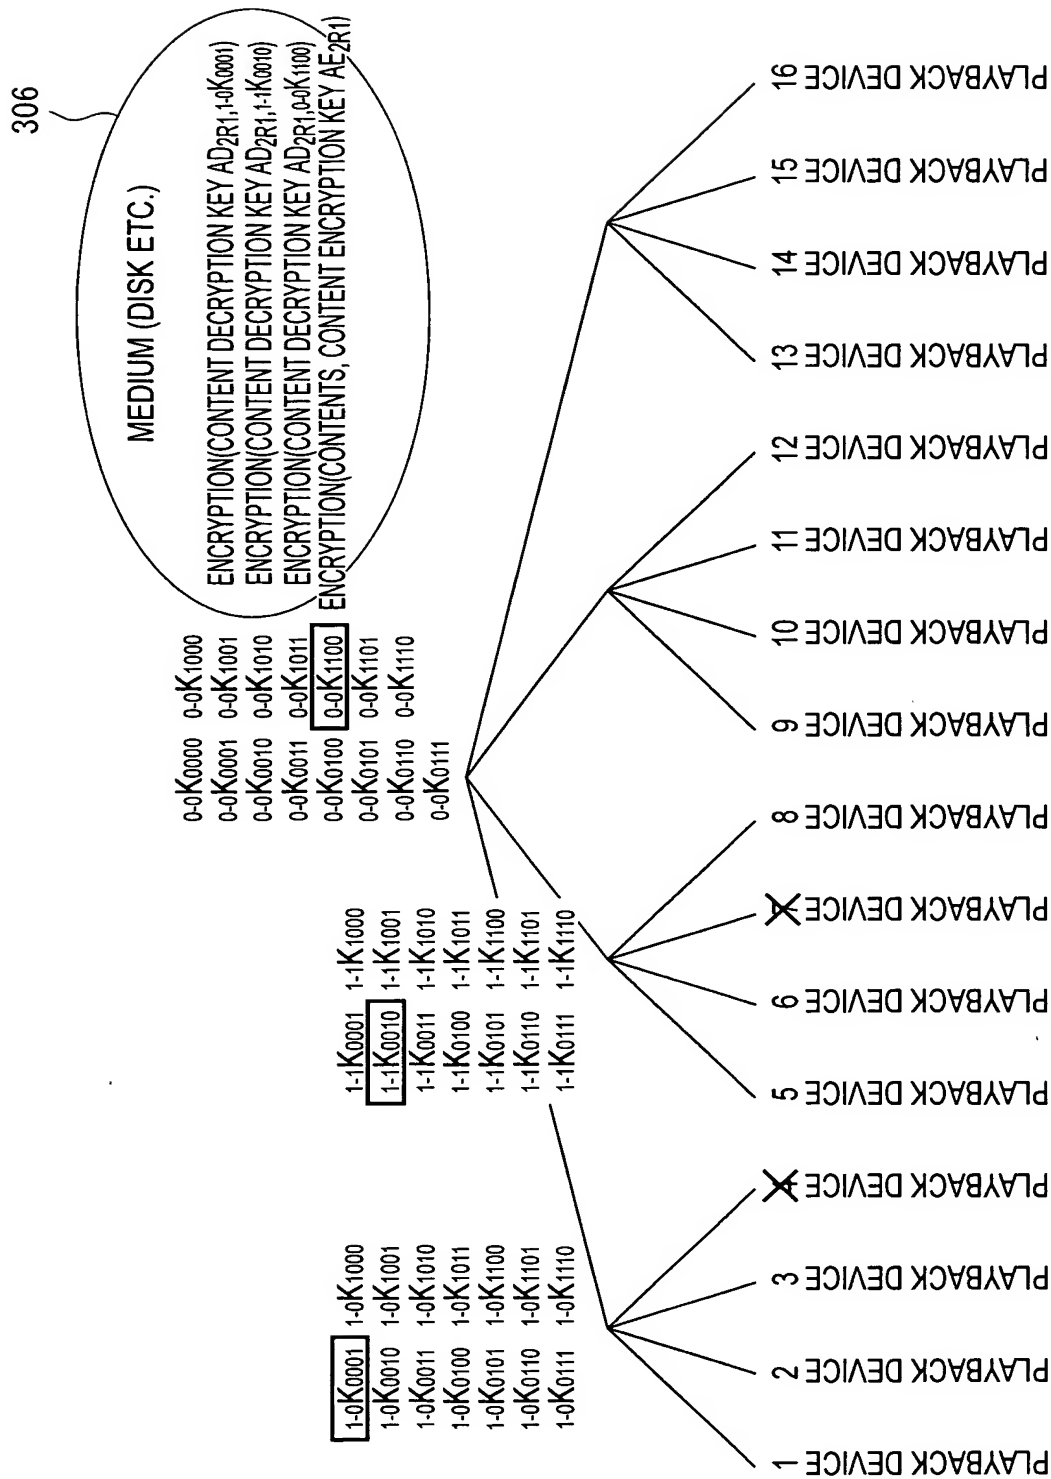 306
MEDIUM (DISK ETC.)
ENCRYPTION(CONTENT DECRYPTION KEY AD2R1,1-0K0001)
ENCRYPTION(CONTENT DECRYPTION KEY AD2R1,1-1K0010)
ENCRYPTION(CONTENT DECRYPTION KEY AD2R1,0-0K1100)
ENCRYPTION(CONTENTS, CONTENT ENCRYPTION KEY AE2R1)
0-0K0000 0-0K1000
0-0K0001 0-0K1001
0-0K0010 0-0K1010
0-0K0011 0-0K1011
0-0K0100 0-0K1100
0-0K0101 0-0K1101
0-0K0110 0-0K1110
0-0K0111
1-0K0001 1-0K1000
1-0K0010 1-0K1001
1-0K0011 1-0K1010
1-0K0100 1-0K1011
1-0K0101 1-0K1100
1-0K0110 1-0K1101
1-0K0111 1-0K1110
1-1K0001 1-1K1000
1-1K0010 1-1K1001
1-1K0011 1-1K1010
1-1K0100 1-1K1011
1-1K0101 1-1K1100
1-1K0110 1-1K1101
1-1K0111 1-1K1110
PLAYBACK DEVICE 1
PLAYBACK DEVICE 2
PLAYBACK DEVICE 3
PLAYBACK DEVICE 4
PLAYBACK DEVICE 5
PLAYBACK DEVICE 6
PLAYBACK DEVICE 7
PLAYBACK DEVICE 8
PLAYBACK DEVICE 9
PLAYBACK DEVICE 10
PLAYBACK DEVICE 11
PLAYBACK DEVICE 12
PLAYBACK DEVICE 13
PLAYBACK DEVICE 14
PLAYBACK DEVICE 15
PLAYBACK DEVICE 16